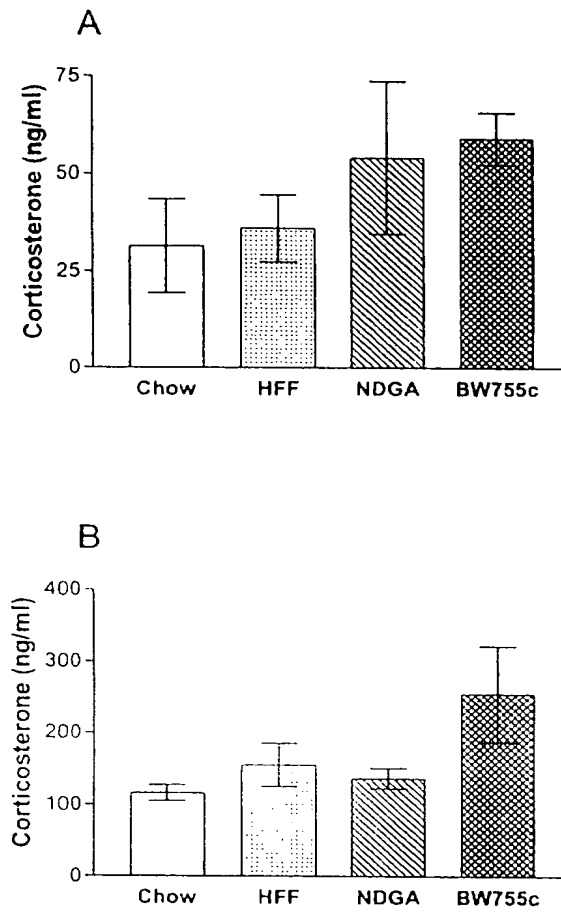 A
Corticosterone (ng/ml)
75
50
25
0
Chow HFF NDGA BW755c
B
Corticosterone (ng/ml)
400
300
200
100
0
Chow HFF NDGA BW755c